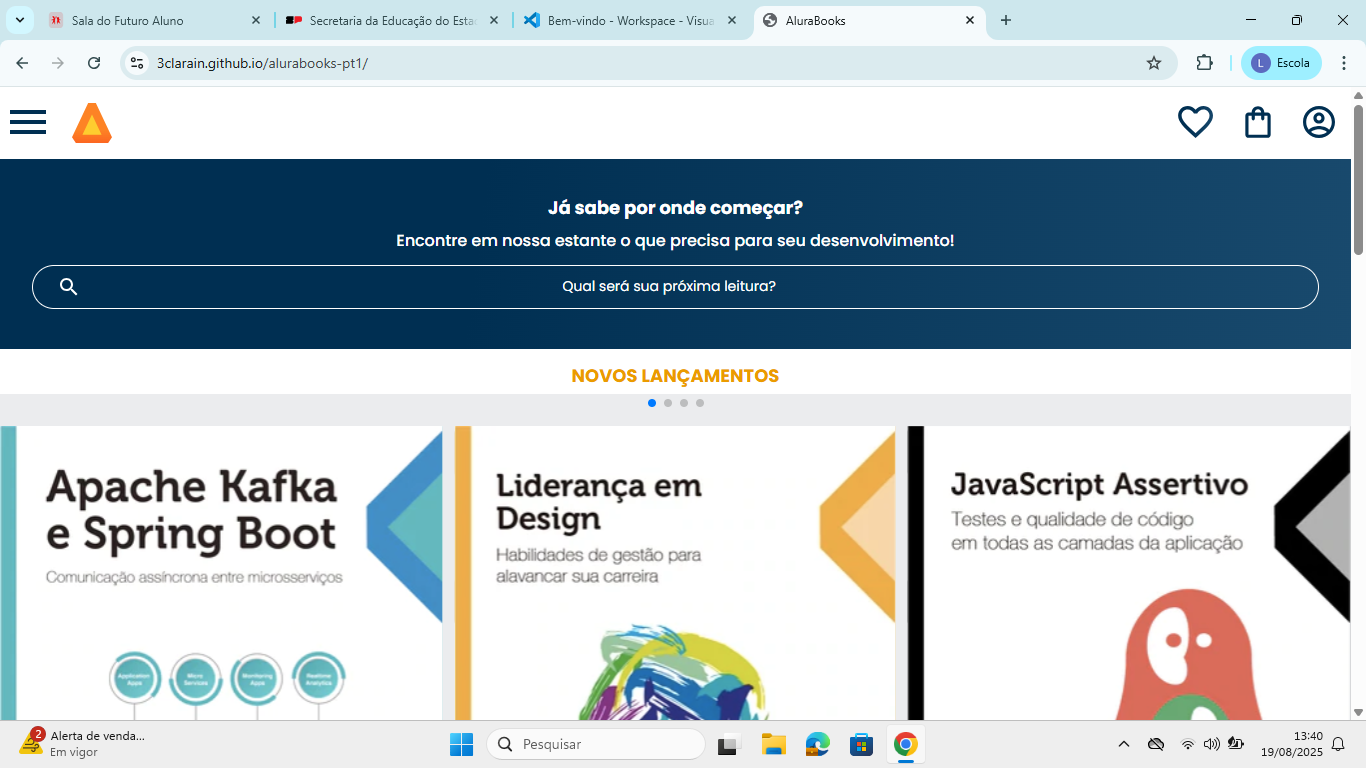 Sala do Futuro Aluno
Secretaria da Educação do Esta
Bem-vindo - Workspace - Visua
AluraBooks
3clarain.github.io/alurabooks-pt1/
L
Escola
Já sabe por onde começar?
Encontre em nossa estante o que precisa para seu desenvolvimento!
Qual será sua próxima leitura?
NOVOS LANÇAMENTOS
Apache Kafka
e Spring Boot
Comunicação assíncrona entre microsserviços
Application Apps
Micro Services
Monitoring Apps
Realtime Analytics
Liderança em
Design
Habilidades de gestão para
alavancar sua carreira
JavaScript Assertivo
Testes e qualidade de código
em todas as camadas da aplicação
2
Alerta de venda...
Em vigor
Pesquisar
13:40
19/08/2025